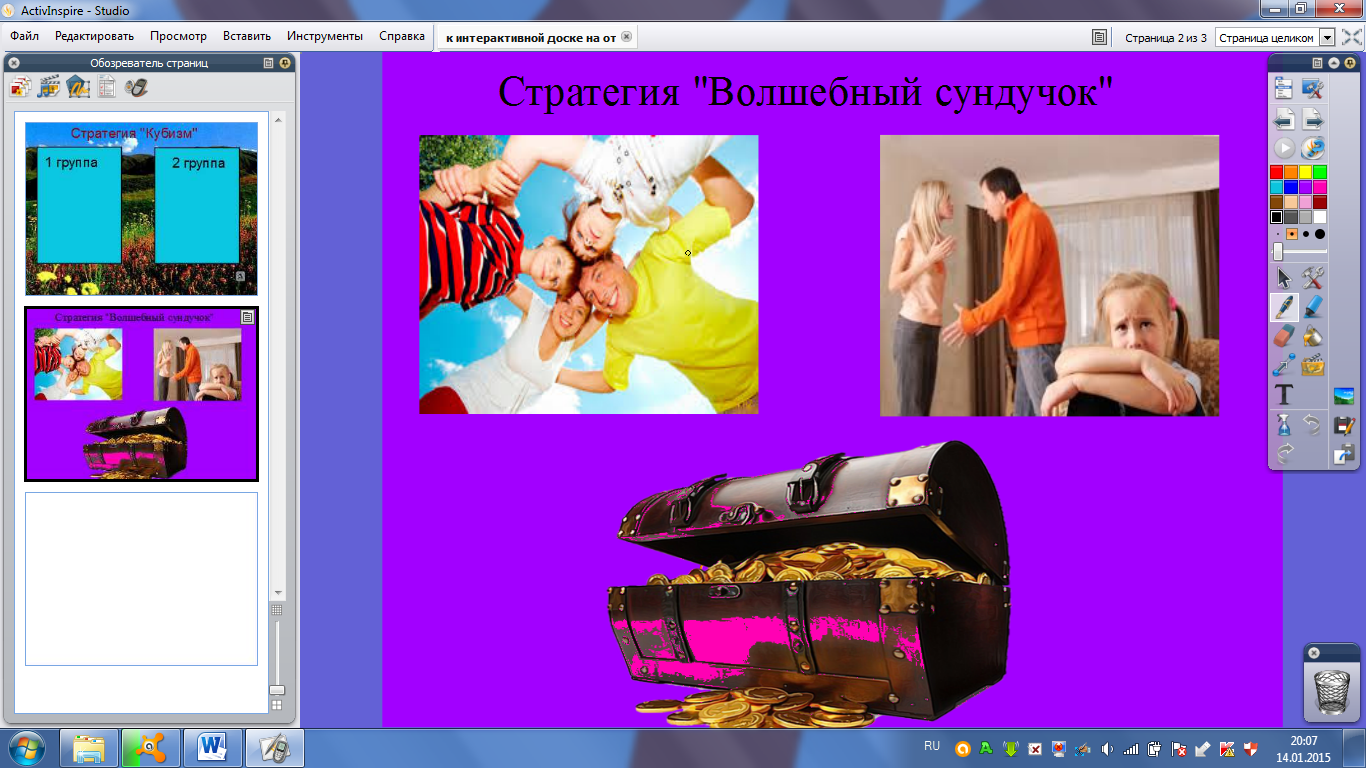 ActivInspire - Studio
Файл Редактировать Просмотр Вставить Инструменты Справка
к интерактивной доске на от
Страница 2 из 3
Страница целиком
Обозреватель страниц
Стратегия "Кубизм"
1 группа
2 группа
Стратегия "Волшебный сундучок"
Стратегия "Волшебный сундучок"
RU
20:07
14.01.2015